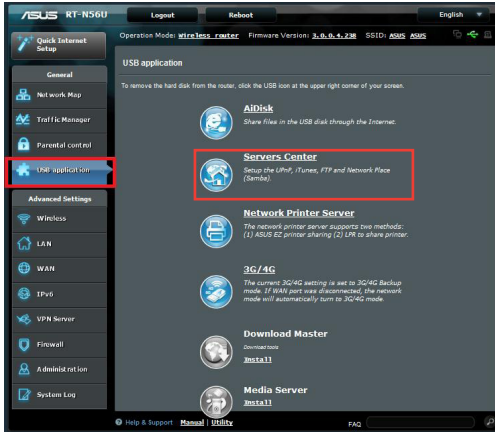 ASUS RT-N56U Logout Reboot English
Quick Internet Setup
Operation Mode: Wireless router Firmware Version: 3.0.0.4.238 SSID: ASUS ASUS
General
Network Map
Traffic Manager
Parental control
USB application
Advanced Settings
Wireless
LAN
WAN
IPv6
VPN Server
Firewall
Administration
System Log
USB application
To remove the hard disk from the router, click the USB icon at the upper right corner of your screen.
AiDisk
Share files in the USB disk through the Internet.
Servers Center
Setup the UPnP, iTunes, FTP and Network Place
(Samba).
Network Printer Server
The network printer server supports two methods:
(1) ASUS EZ printer sharing (2) LPR to share printer.
3G/4G
The current 3G/4G setting is set to 3G/4G Backup
mode. If WAN port was disconnected, the network
mode will automatically turn to 3G/4G mode.
Download Master
Download tools
Install
Media Server
Install
Help & Support Manual | Utility FAQ